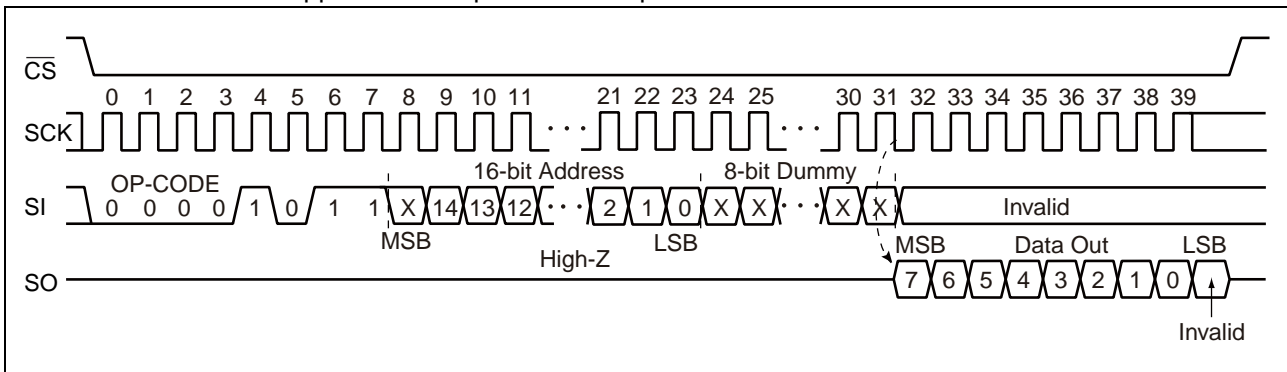 CS
0 1 2 3 4 5 6 7 8 9 10 11 21 22 23 24 25 30 31 32 33 34 35 36 37 38 39
SCK
OP-CODE 16-bit Address 8-bit Dummy
SI 0 0 0 0 1 0 1 1 X 14 13 12 2 1 0 X X X X Invalid
MSB LSB MSB Data Out LSB
High-Z
SO 7 6 5 4 3 2 1 0
Invalid